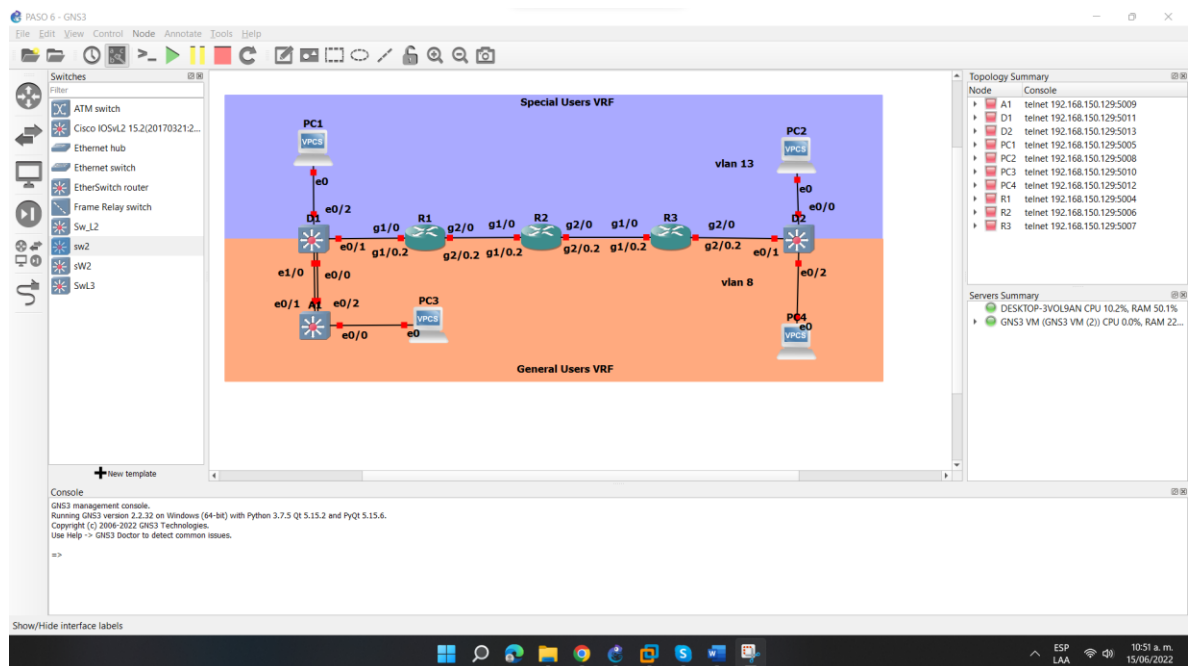 PASO 6 - GNS3
File Edit View Control Node Annotate Tools Help
Switches
Filter
ATM switch
Cisco IOSvL2 15.2(20170321:2...
Ethernet hub
Ethernet switch
EtherSwitch router
Frame Relay switch
Sw_L2
sw2
sW2
SwL3
New template
Special Users VRF
PC1
VPCS
e0
e0/2
D1
PC2
VPCS
vlan 13
e0
e0/0
D2
g1/0
R1
g2/0
g1/0
R2
g2/0
g1/0
R3
g2/0
e0/1
g1/0.2
g2/0.2
g1/0.2
g2/0.2
g1/0.2
g2/0.2
e0/1
e1/0
e0/0
e0/2
vlan 8
e0/1
A1
e0/2
PC3
VPCS
e0/0
e0
PC4
e0
VPCS
General Users VRF
Topology Summary
Node Console
A1 telnet 192.168.150.129:5009
D1 telnet 192.168.150.129:5011
D2 telnet 192.168.150.129:5013
PC1 telnet 192.168.150.129:5005
PC2 telnet 192.168.150.129:5008
PC3 telnet 192.168.150.129:5010
PC4 telnet 192.168.150.129:5012
R1 telnet 192.168.150.129:5004
R2 telnet 192.168.150.129:5006
R3 telnet 192.168.150.129:5007
Servers Summary
DESKTOP-3VOL9AN CPU 10.2%, RAM 50.1%
GNS3 VM (GNS3 VM (2)) CPU 0.0%, RAM 22...
Console
GNS3 management console.
Running GNS3 version 2.2.32 on Windows (64-bit) with Python 3.7.5 Qt 5.15.2 and PyQt 5.15.6.
Copyright (c) 2006-2022 GNS3 Technologies.
Use Help -> GNS3 Doctor to detect common issues.
=>
Show/Hide interface labels
ESP
LAA
10:51 a. m.
15/06/2022